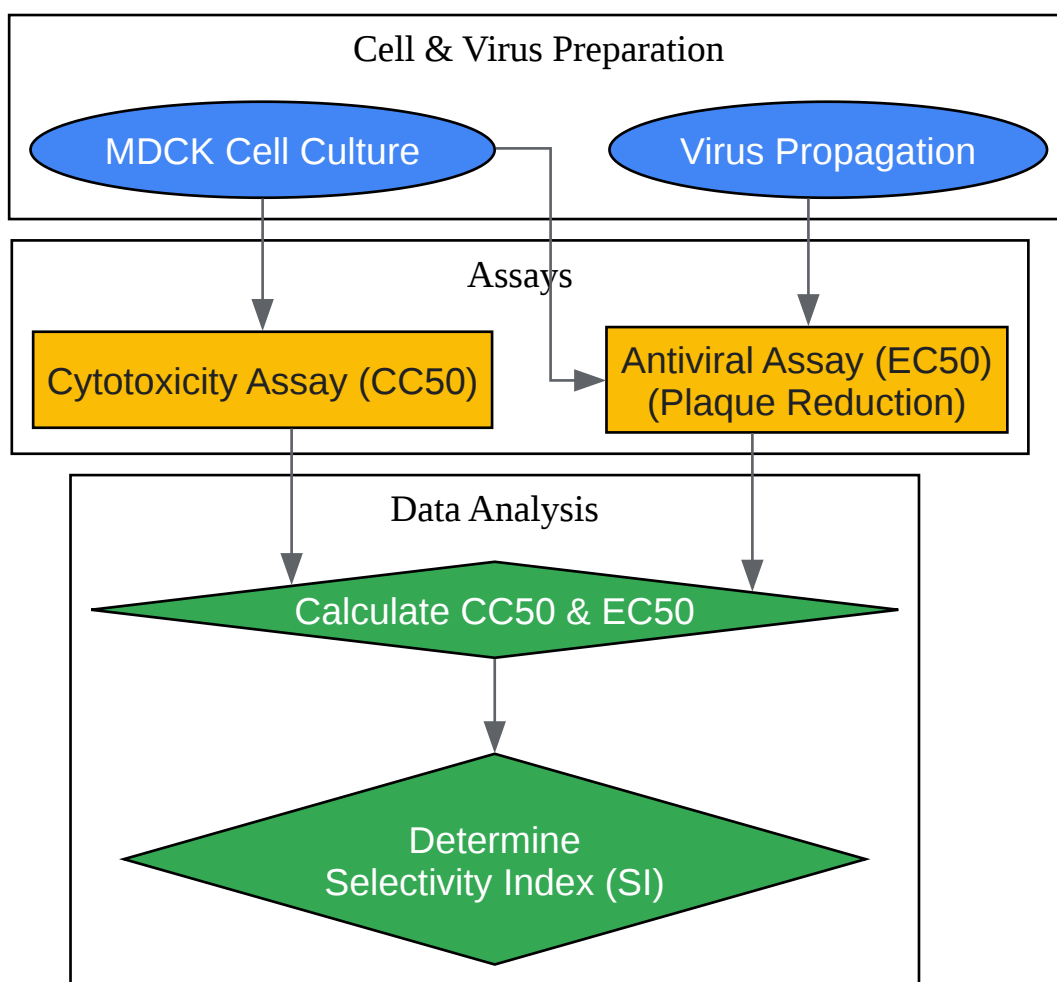 Cell & Virus Preparation
MDCK Cell Culture
Virus Propagation
Assays
Cytotoxicity Assay (CC50)
Antiviral Assay (EC50)
(Plaque Reduction)
Data Analysis
Calculate CC50 & EC50
Determine
Selectivity Index (SI)